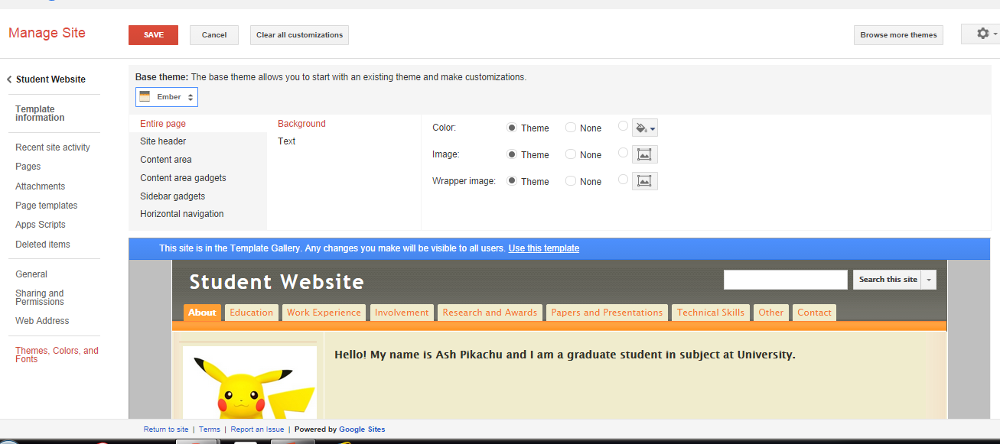 Manage Site
SAVE Cancel Clear all customizations Browse more themes
Student Website
Template
information
Recent site activity
Pages
Attachments
Page templates
Apps Scripts
Deleted items
General
Sharing and
Permissions
Web Address
Themes, Colors, and
Fonts
Base theme: The base theme allows you to start with an existing theme and make customizations.
Ember
Entire page
Site header
Content area
Content area gadgets
Sidebar gadgets
Horizontal navigation
Background
Text
Color: Theme None
Image: Theme None
Wrapper image: Theme None
This site is in the Template Gallery. Any changes you make will be visible to all users. Use this template
Student Website
Search this site
About Education Work Experience Involvement Research and Awards Papers and Presentations Technical Skills Other Contact
Hello! My name is Ash Pikachu and I am a graduate student in subject at University.
Return to site | Terms | Report an Issue | Powered by Google Sites